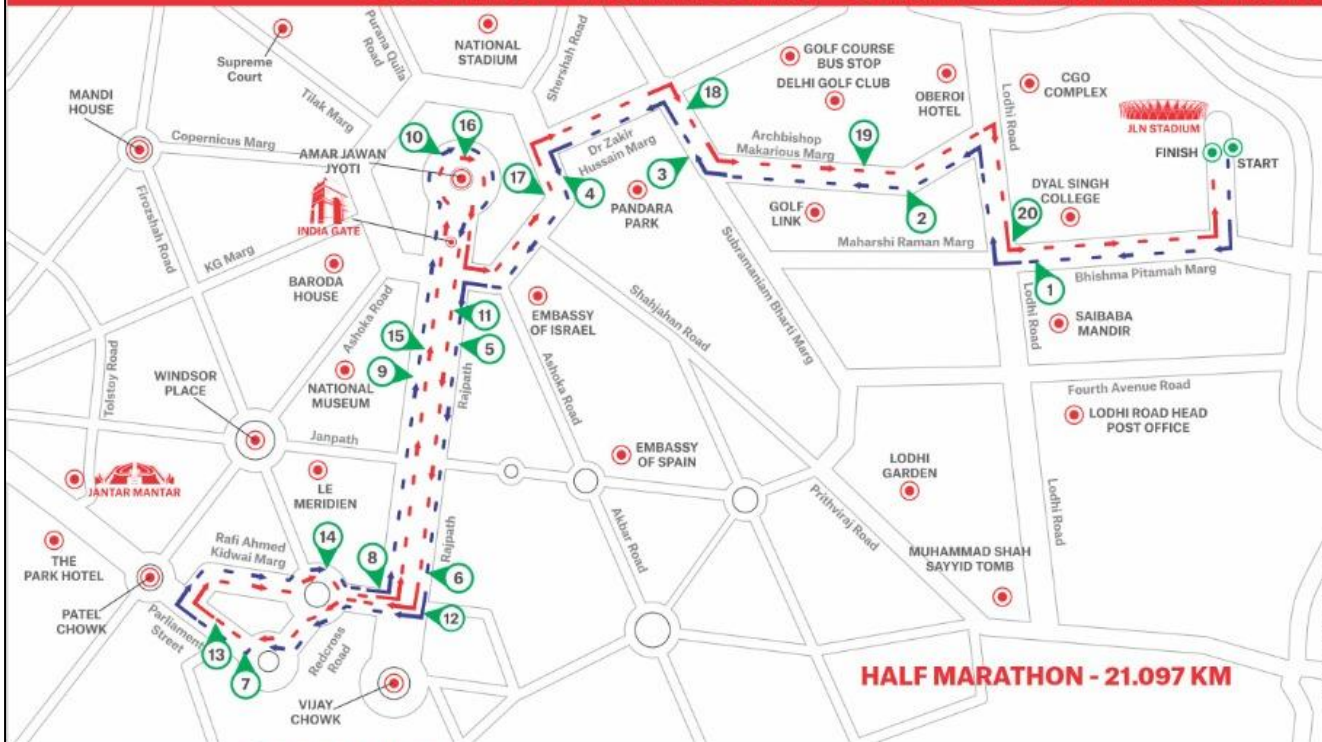 Supreme
Court
Purana Quila
Road
NATIONAL
STADIUM
Shershah Road
GOLF COURSE
BUS STOP
DELHI GOLF CLUB
OBEROI
HOTEL
Lodhi Road
CGO
COMPLEX
JLN STADIUM
MANDI
HOUSE
Tilak Marg
Copernicus Marg
AMAR JAWAN
JYOTI
10
16
18
Dr Zakir
Hussain Marg
Archbishop
Makarious Marg
19
FINISH
START
17
4
3
PANDARA
PARK
GOLF
LINK
2
DYAL SINGH
COLLEGE
20
Firozshah Road
INDIA GATE
KG Marg
BARODA
HOUSE
Maharshi Raman Marg
Subramaniam Bharti Marg
Bhishma Pitamah Marg
1
Lodhi Road
SAIBABA
MANDIR
Ashoka Road
EMBASSY
OF ISRAEL
Shahjahan Road
11
15
5
9
Tolstoy Road
WINDSOR
PLACE
NATIONAL
MUSEUM
Rajpath
Ashoka Road
Fourth Avenue Road
LODHI ROAD HEAD
POST OFFICE
Janpath
EMBASSY
OF SPAIN
LODHI
GARDEN
JANTAR MANTAR
LE
MERIDIEN
Prithviraj Road
Lodhi Road
Akbar Road
Rajpath
THE
PARK HOTEL
Rafi Ahmed
Kidwai Marg
14
8
6
MUHAMMAD SHAH
SAYYID TOMB
PATEL
CHOWK
Parliament
Street
12
13
7
Redcross
Road
VIJAY
CHOWK
HALF MARATHON - 21.097 KM